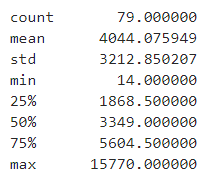 count 79.000000
mean 4044.075949
std 3212.850207
min 14.000000
25% 1868.500000
50% 3349.000000
75% 5604.500000
max 15770.000000